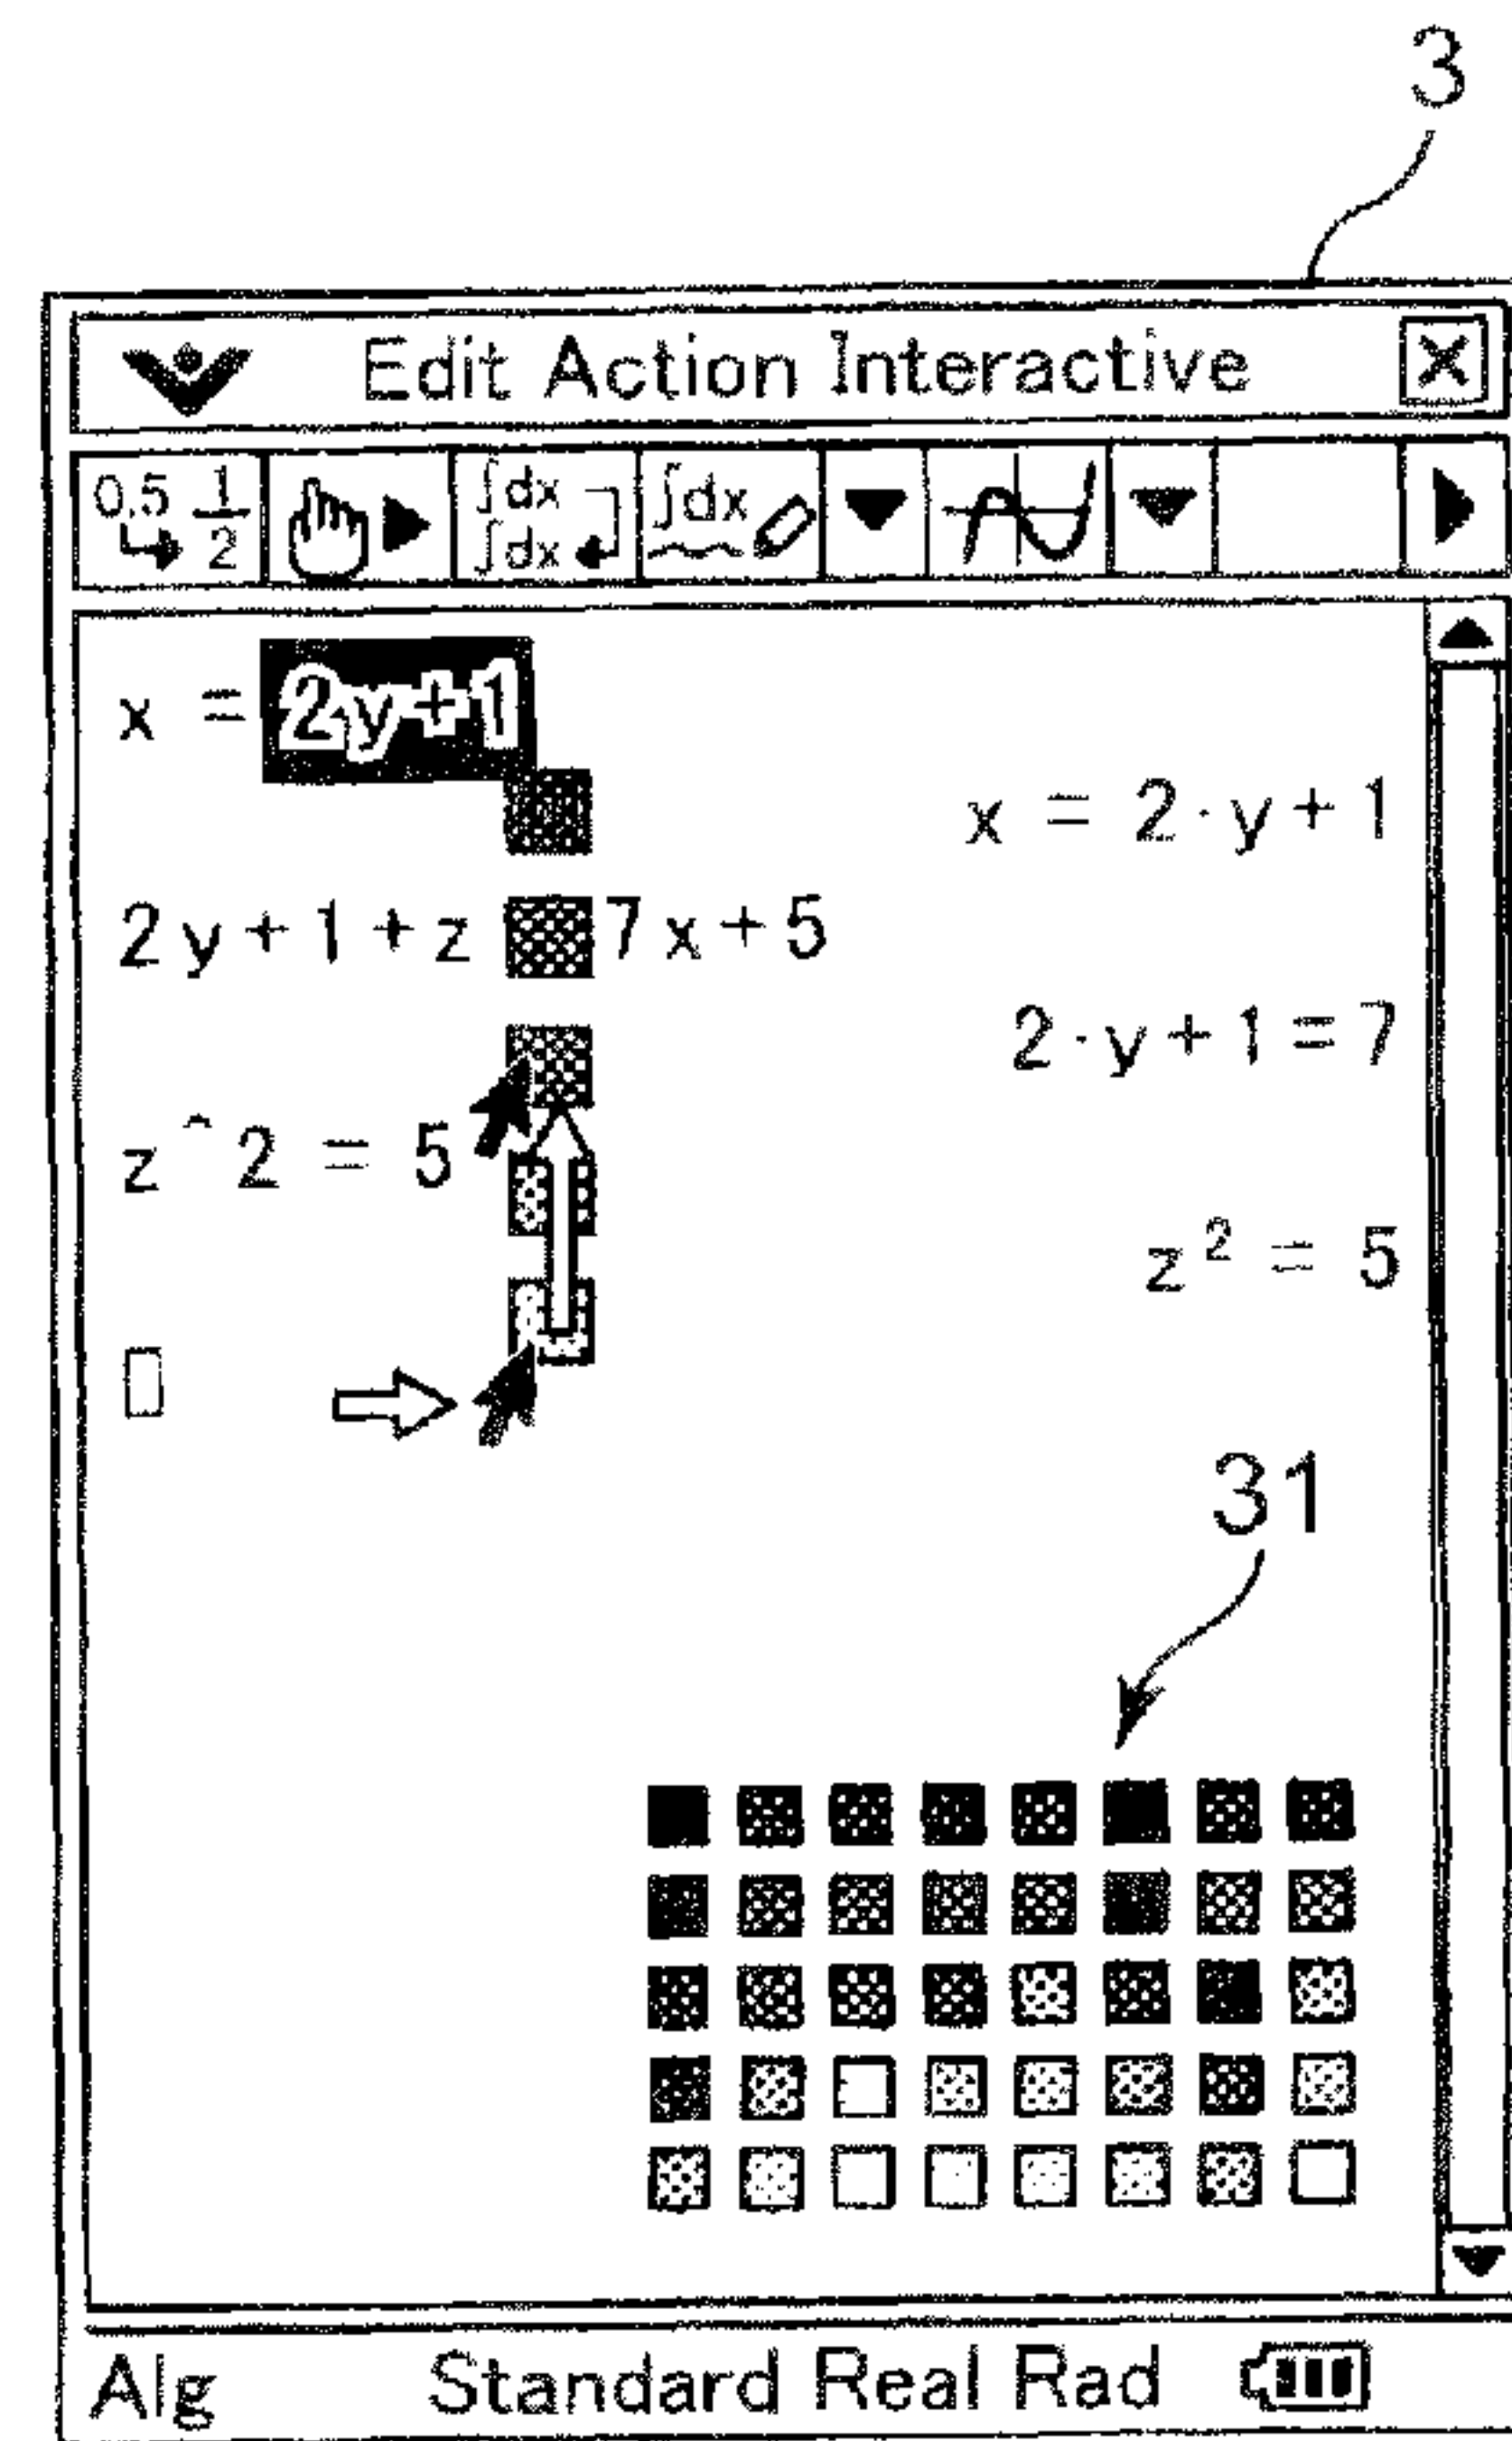 3
Edit Action Interactive
0.5 1/2 ∫dx ∫dx ∫dx
x = 2y+1
x = 2·y+1
2y+1+z 7x+5
2·y+1=7
z^2 = 5
z² = 5
31
Alg Standard Real Rad